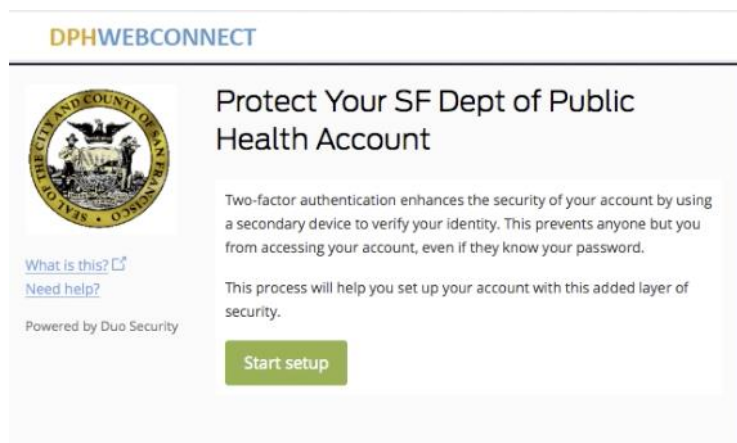 DPHWEBCONNECT
SEAL OF THE CITY AND COUNTY OF SAN FRANCISCO
What is this?
Need help?
Powered by Duo Security
Protect Your SF Dept of Public
Health Account
Two-factor authentication enhances the security of your account by using
a secondary device to verify your identity. This prevents anyone but you
from accessing your account, even if they know your password.
This process will help you set up your account with this added layer of
security.
Start setup